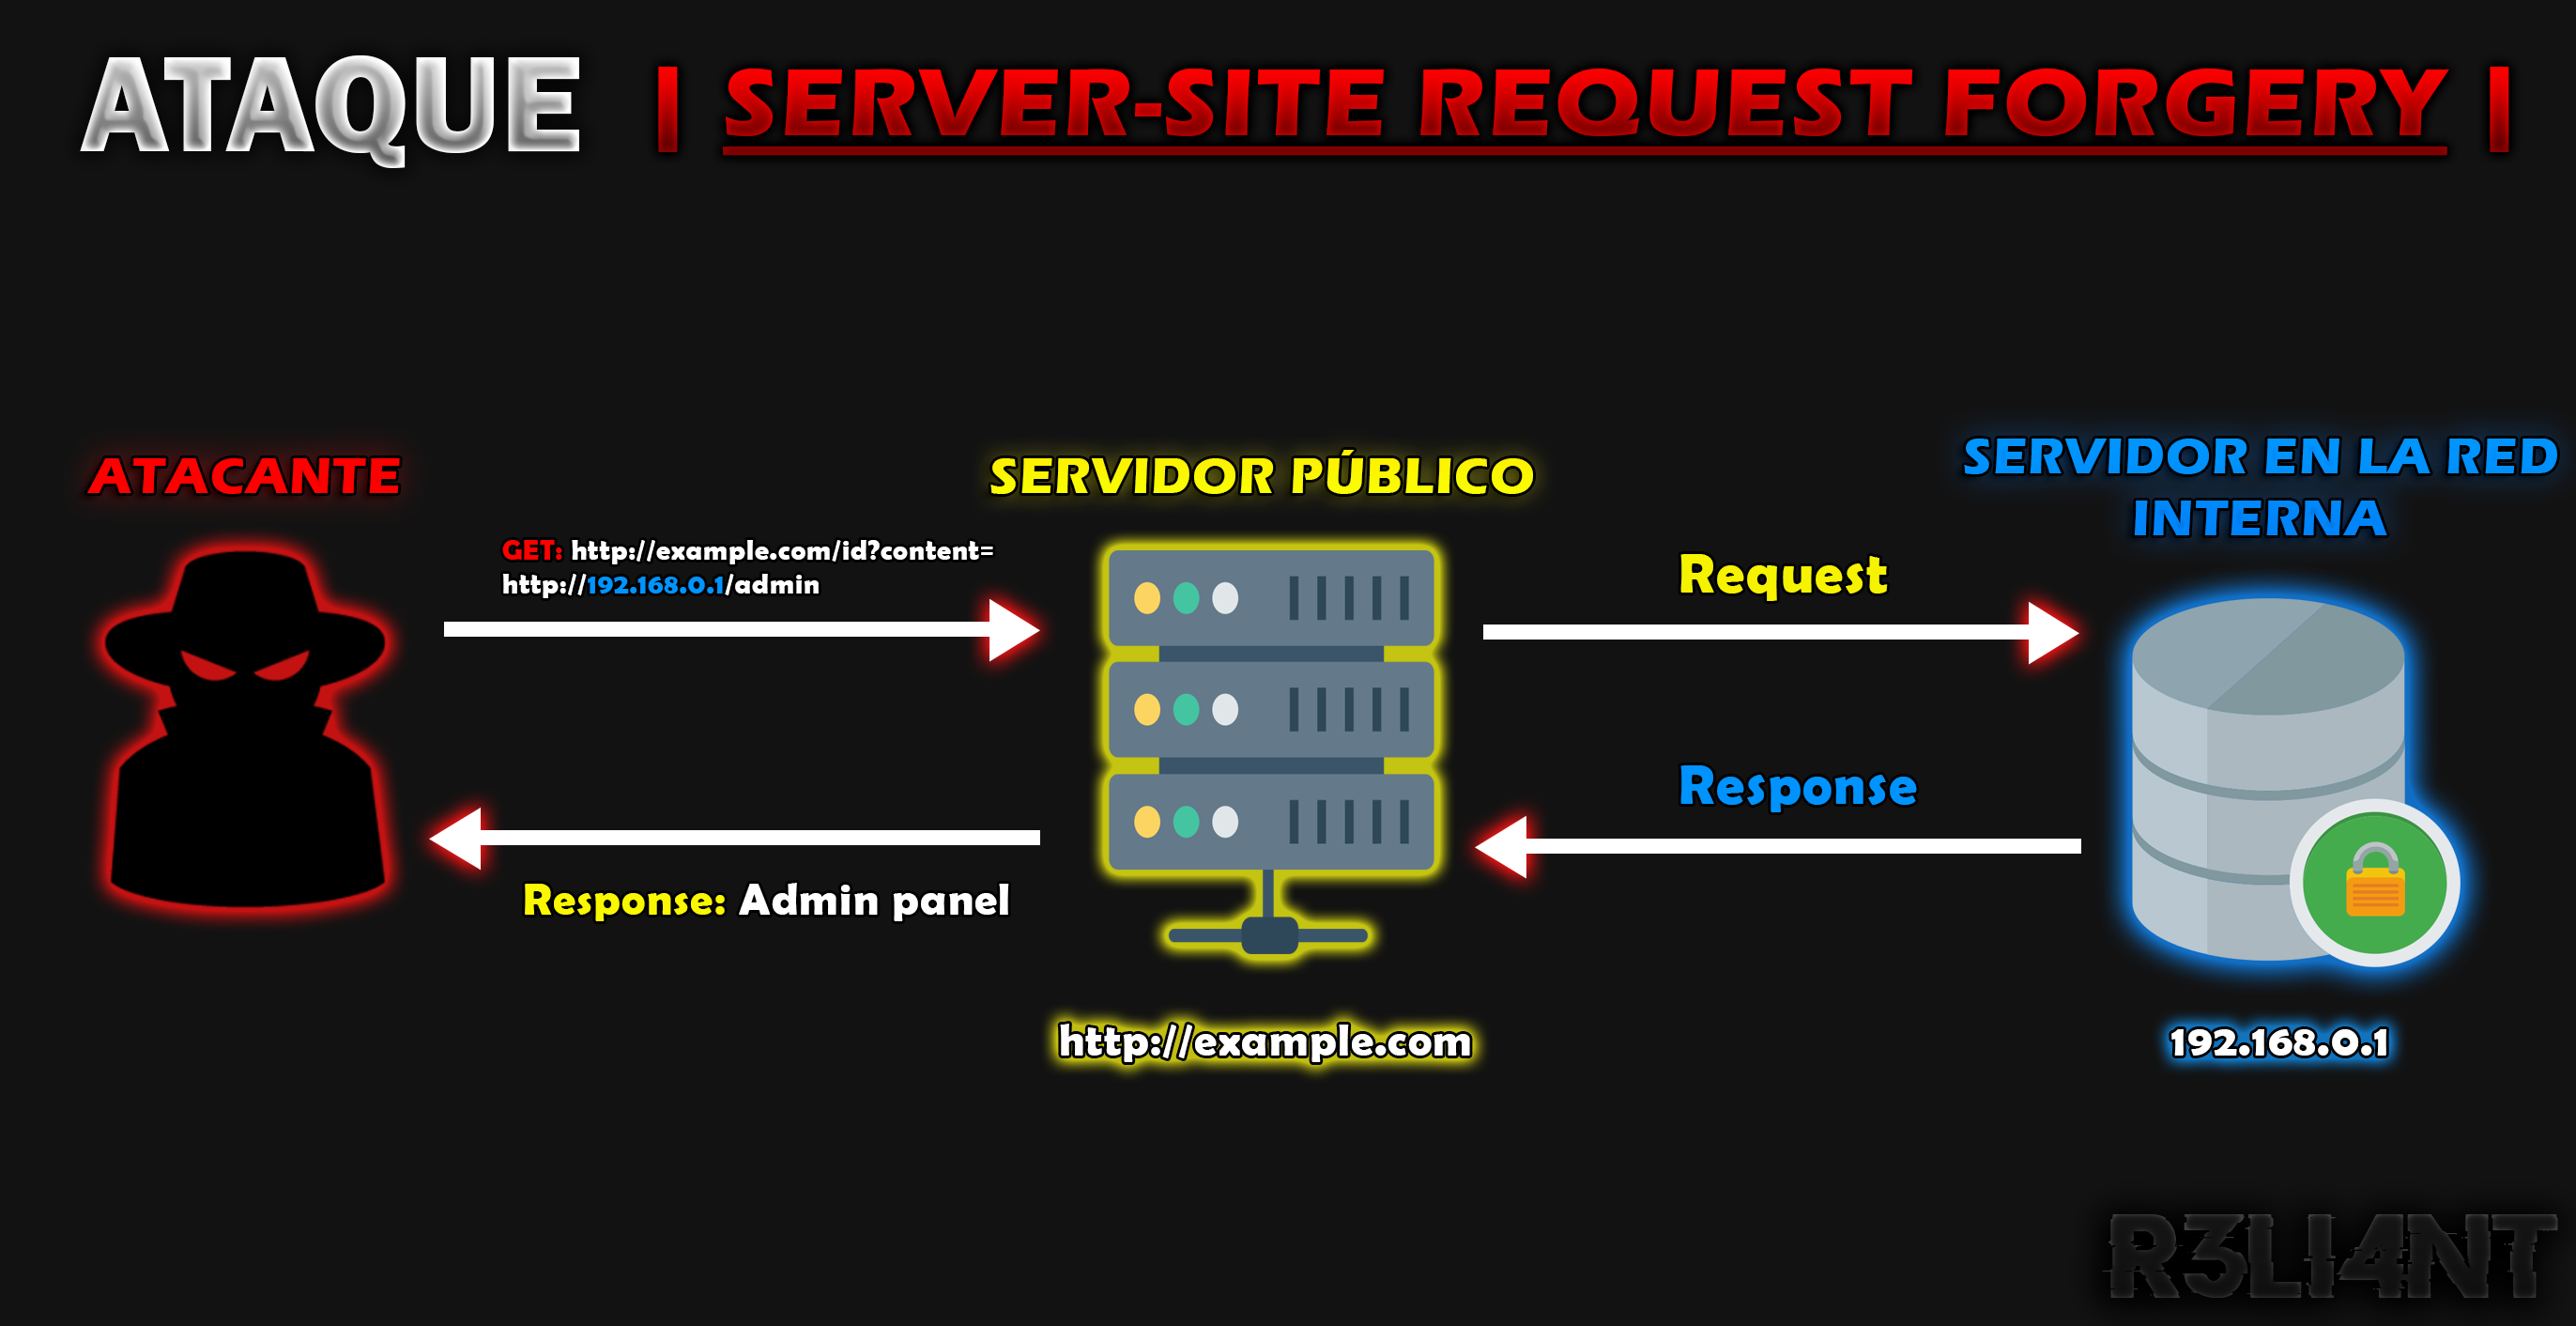 ATAQUE | SERVER-SITE REQUEST FORGERY |
ATACANTE
GET: http://example.com/id?content=
http://192.168.0.1/admin
Response: Admin panel
SERVIDOR PÚBLICO
http://example.com
Request
Response
SERVIDOR EN LA RED
INTERNA
192.168.0.1
R3LI4NT